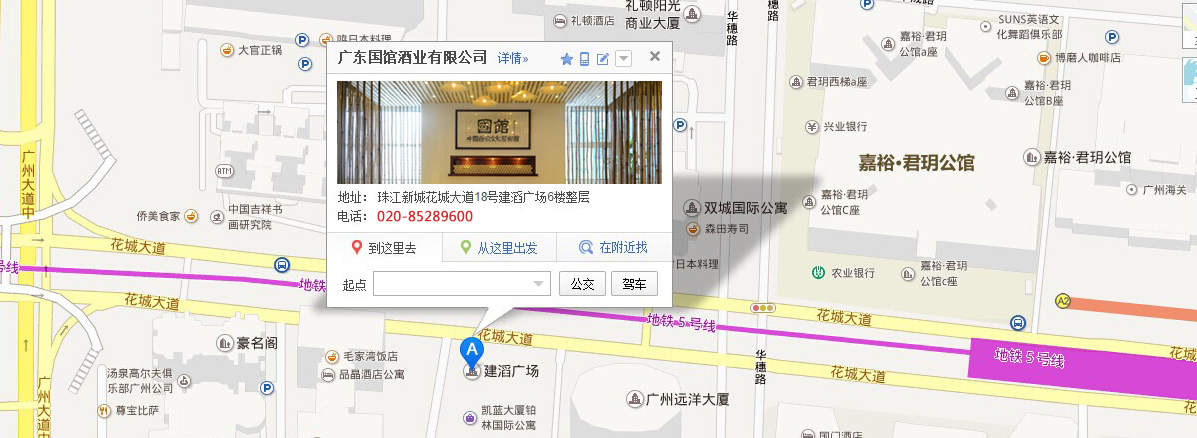 礼顿阳光
商业大厦
礼顿酒店
华穗路
穗路
SUNS英语文
化舞蹈俱乐部
嘉裕·君玥
公馆a座
博磨人咖啡店
大官正锅
鸣日本料理
广东国馆酒业有限公司 详情»
君玥西梯a座
嘉裕·君玥
公馆B座
國馆
兴业银行
嘉裕·君玥公馆
嘉裕·君玥公馆
广州大道中
ATM
广州海关
地址： 珠江新城花城大道18号建滔广场6楼整层
电话： 020-85289600
侨美食家
中国吉祥书
画研究院
双城国际公寓
森田寿司
嘉裕·君玥
公馆C座
花城大道
到这里去
从这里出发
在附近找
日本料理
农业银行
嘉裕·君玥
公馆c座
号线
地铁
起点
公交
驾车
A2
花城大道
花城大道
地铁 5 号线
花城大道
地铁 5 号线
花
豪名阁
毛家湾饭店
品晶酒店公寓
A
建滔广场
华穗路
花城大道
汤泉高尔夫俱
乐部广州公司
尊宝比萨
广州大道中
凯蓝大厦铂
林国际公寓
广州远洋大厦
国门酒店
花